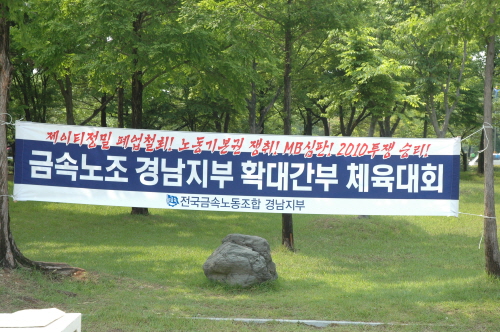 제이티정밀 폐업철회! 노동기본권 쟁취! MB심판! 2010투쟁 승리!
금속노조 경남지부 확대간부 체육대회
전국금속노동조합 경남지부